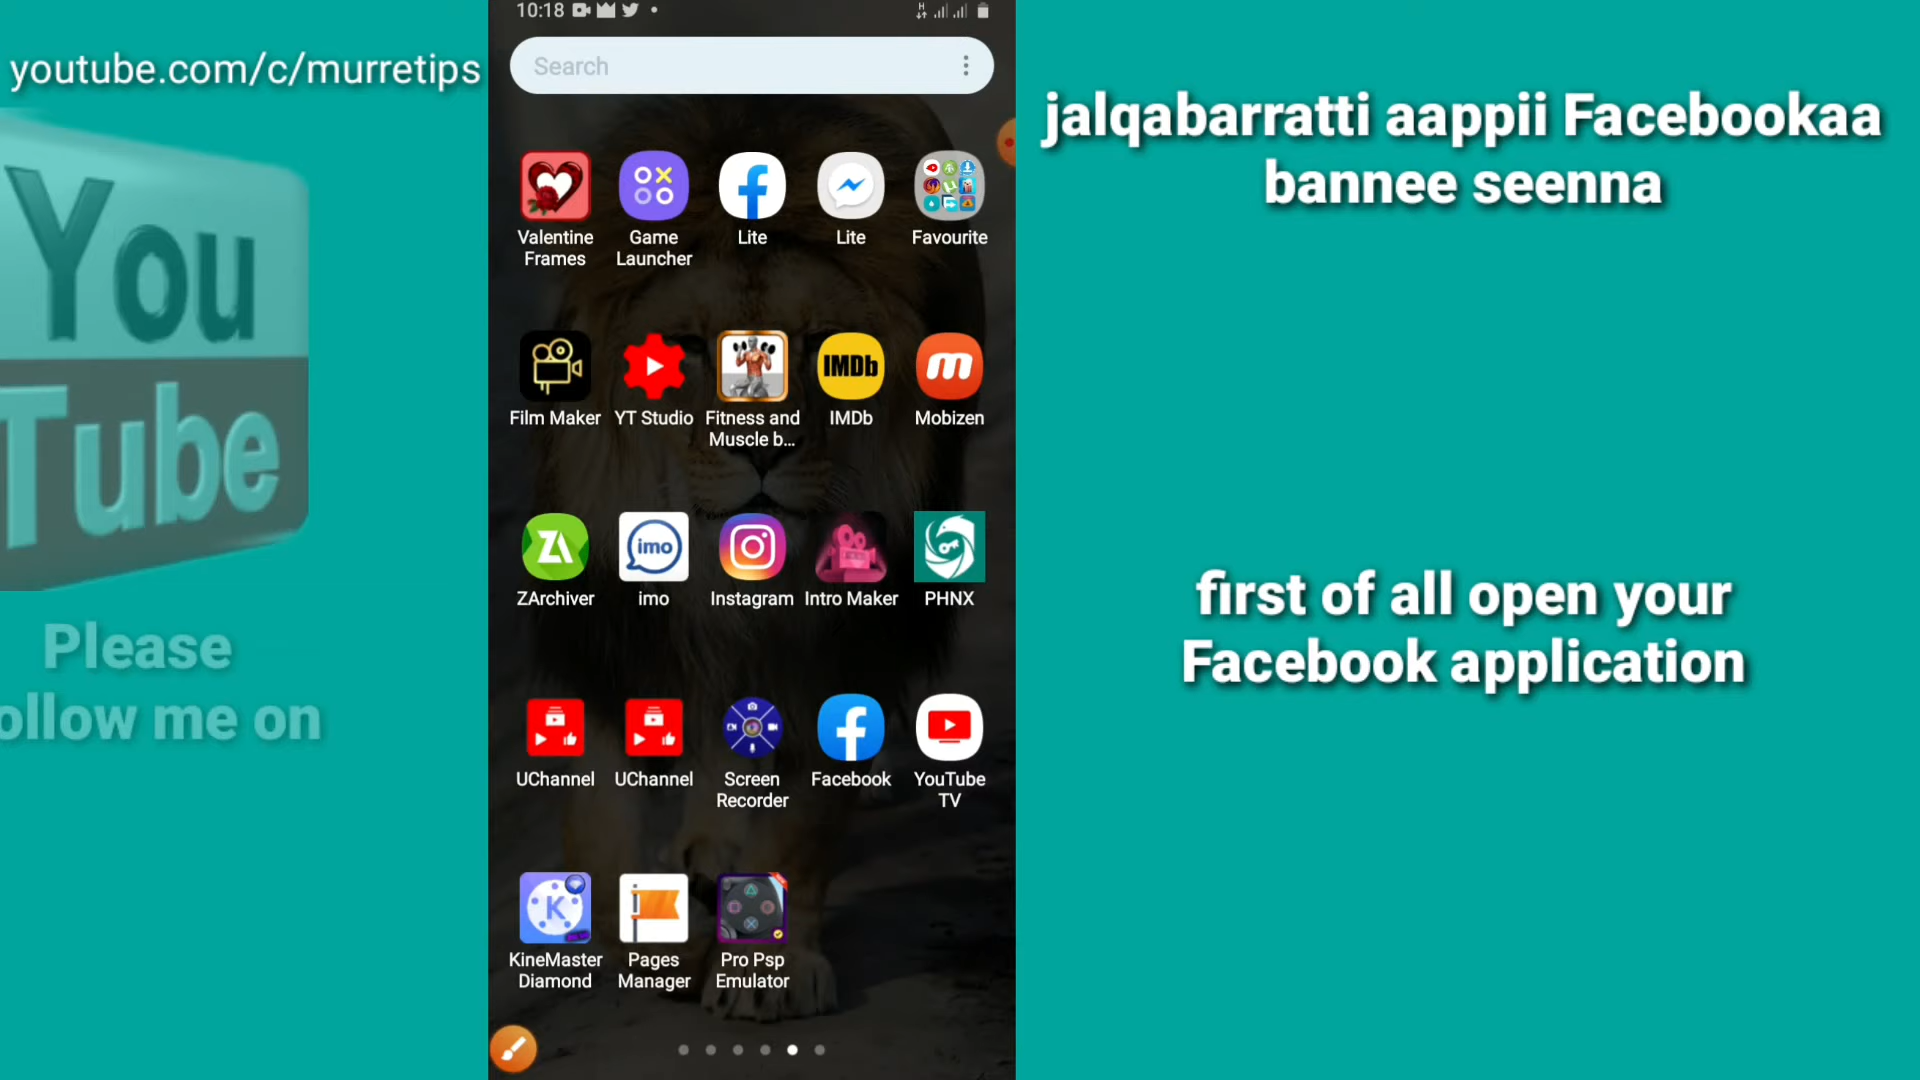 youtube.com/c/murretips
You
Tube
Please
ollow me on
10:18
Search
Valentine
Frames
Game
Launcher
Lite
Lite
Favourite
Film Maker
YT Studio
Fitness and
Muscle b...
IMDb
IMDb
Mobizen
ZA
ZArchiver
imo
imo
Instagram
Intro Maker
PHNX
UChannel
UChannel
Screen
Recorder
Facebook
YouTube
TV
K
KineMaster
Diamond
Pages
Manager
Pro Psp
Emulator
jalqabarratti aappii Facebookaa
bannee seenna
first of all open your
Facebook application